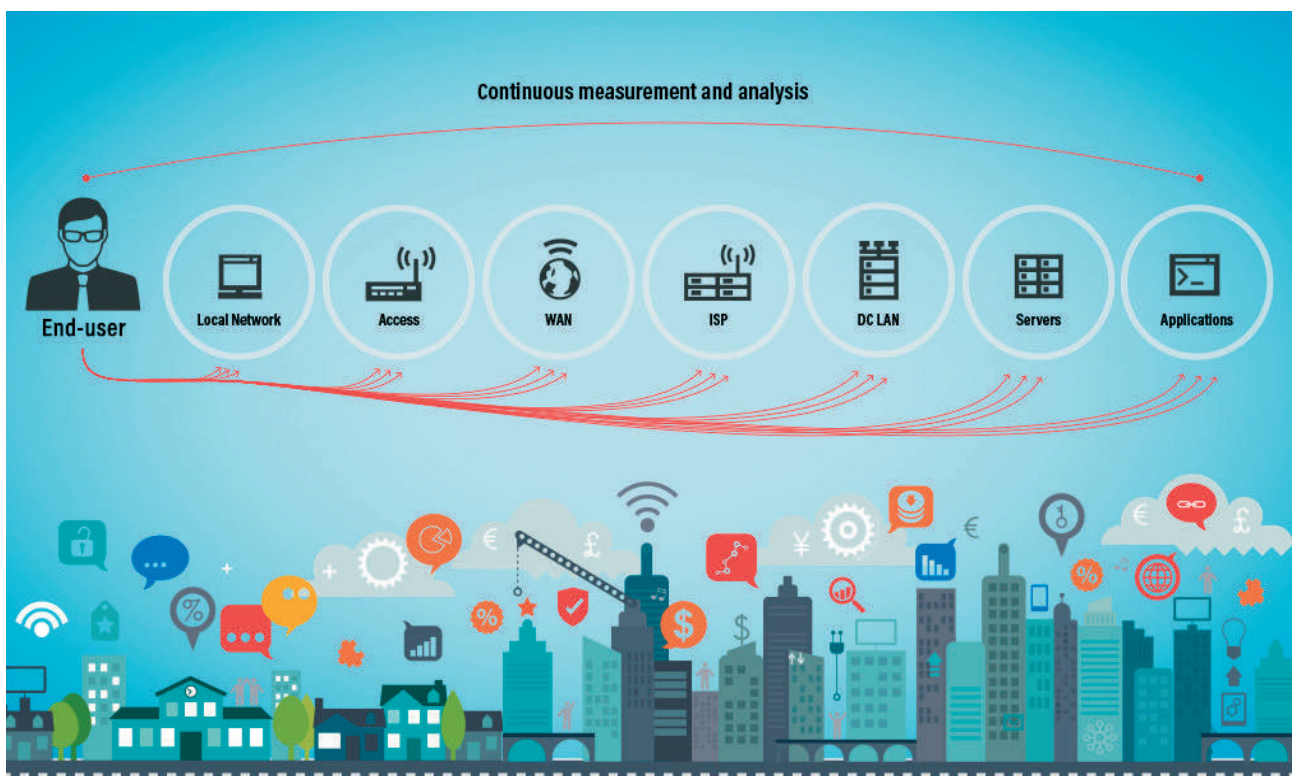 Continuous measurement and analysis
End-user
Local Network
Access
WAN
ISP
DC LAN
Servers
Applications